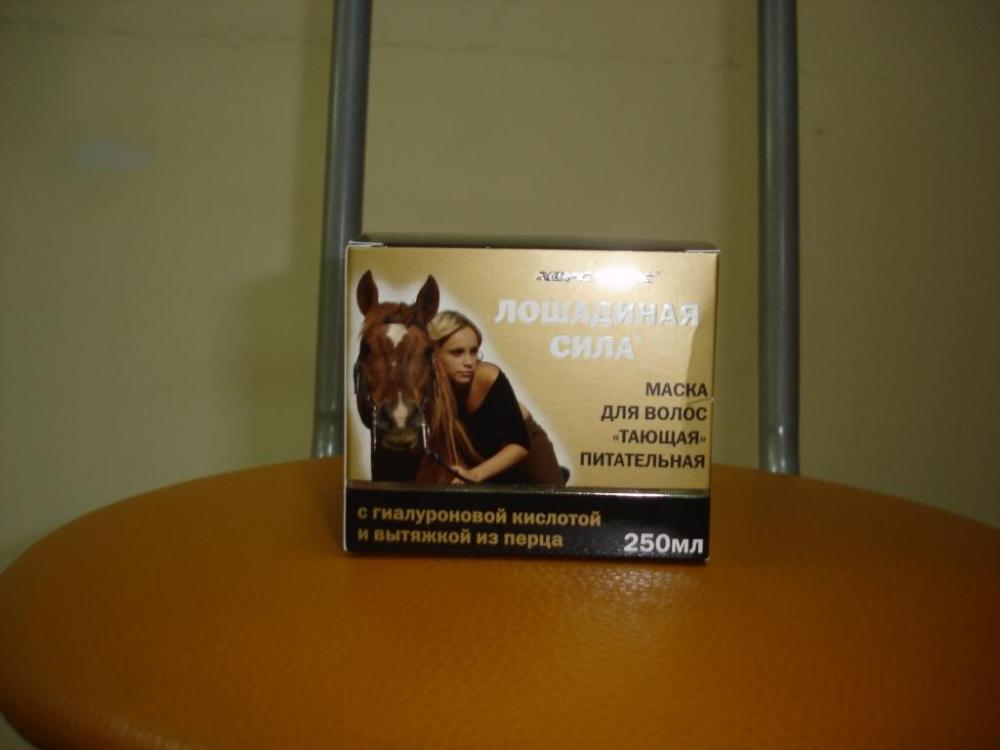 ЛОШАДИНАЯ
СИЛА
МАСКА
ДЛЯ ВОЛОС
«ТАЮЩАЯ»
ПИТАТЕЛЬНАЯ
с гиалуроновой кислотой
и вытяжкой из перца
250мл